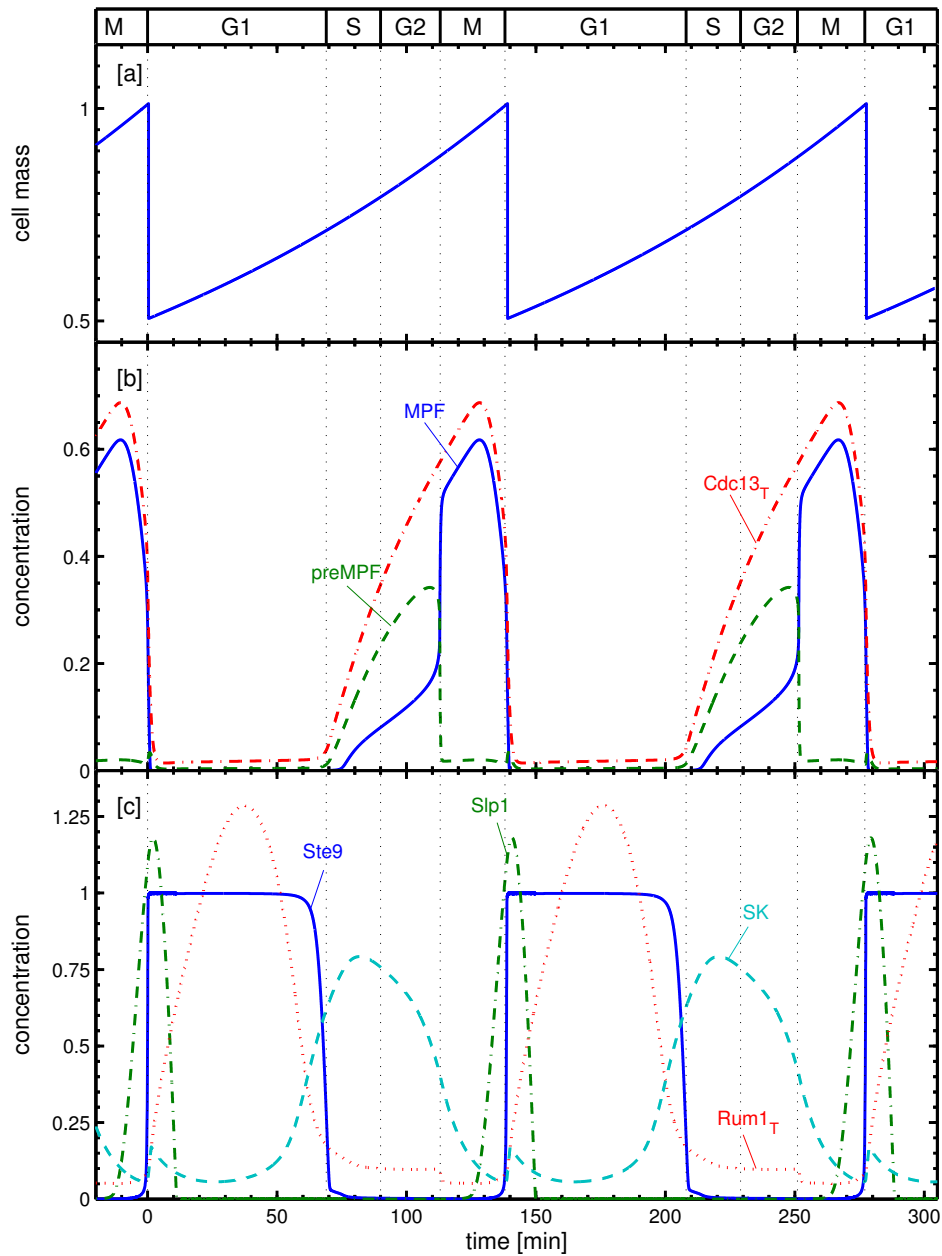 M G1 S G2 M G1 S G2 M G1
[a]
1
0.5
cell mass
[b]
MPF
Cdc13T
preMPF
0.6
0.4
0.2
0
concentration
[c]
Slp1
Ste9
SK
Rum1T
1.25
1
0.75
0.5
0.25
0
concentration
0 50 100 150 200 250 300
time [min]